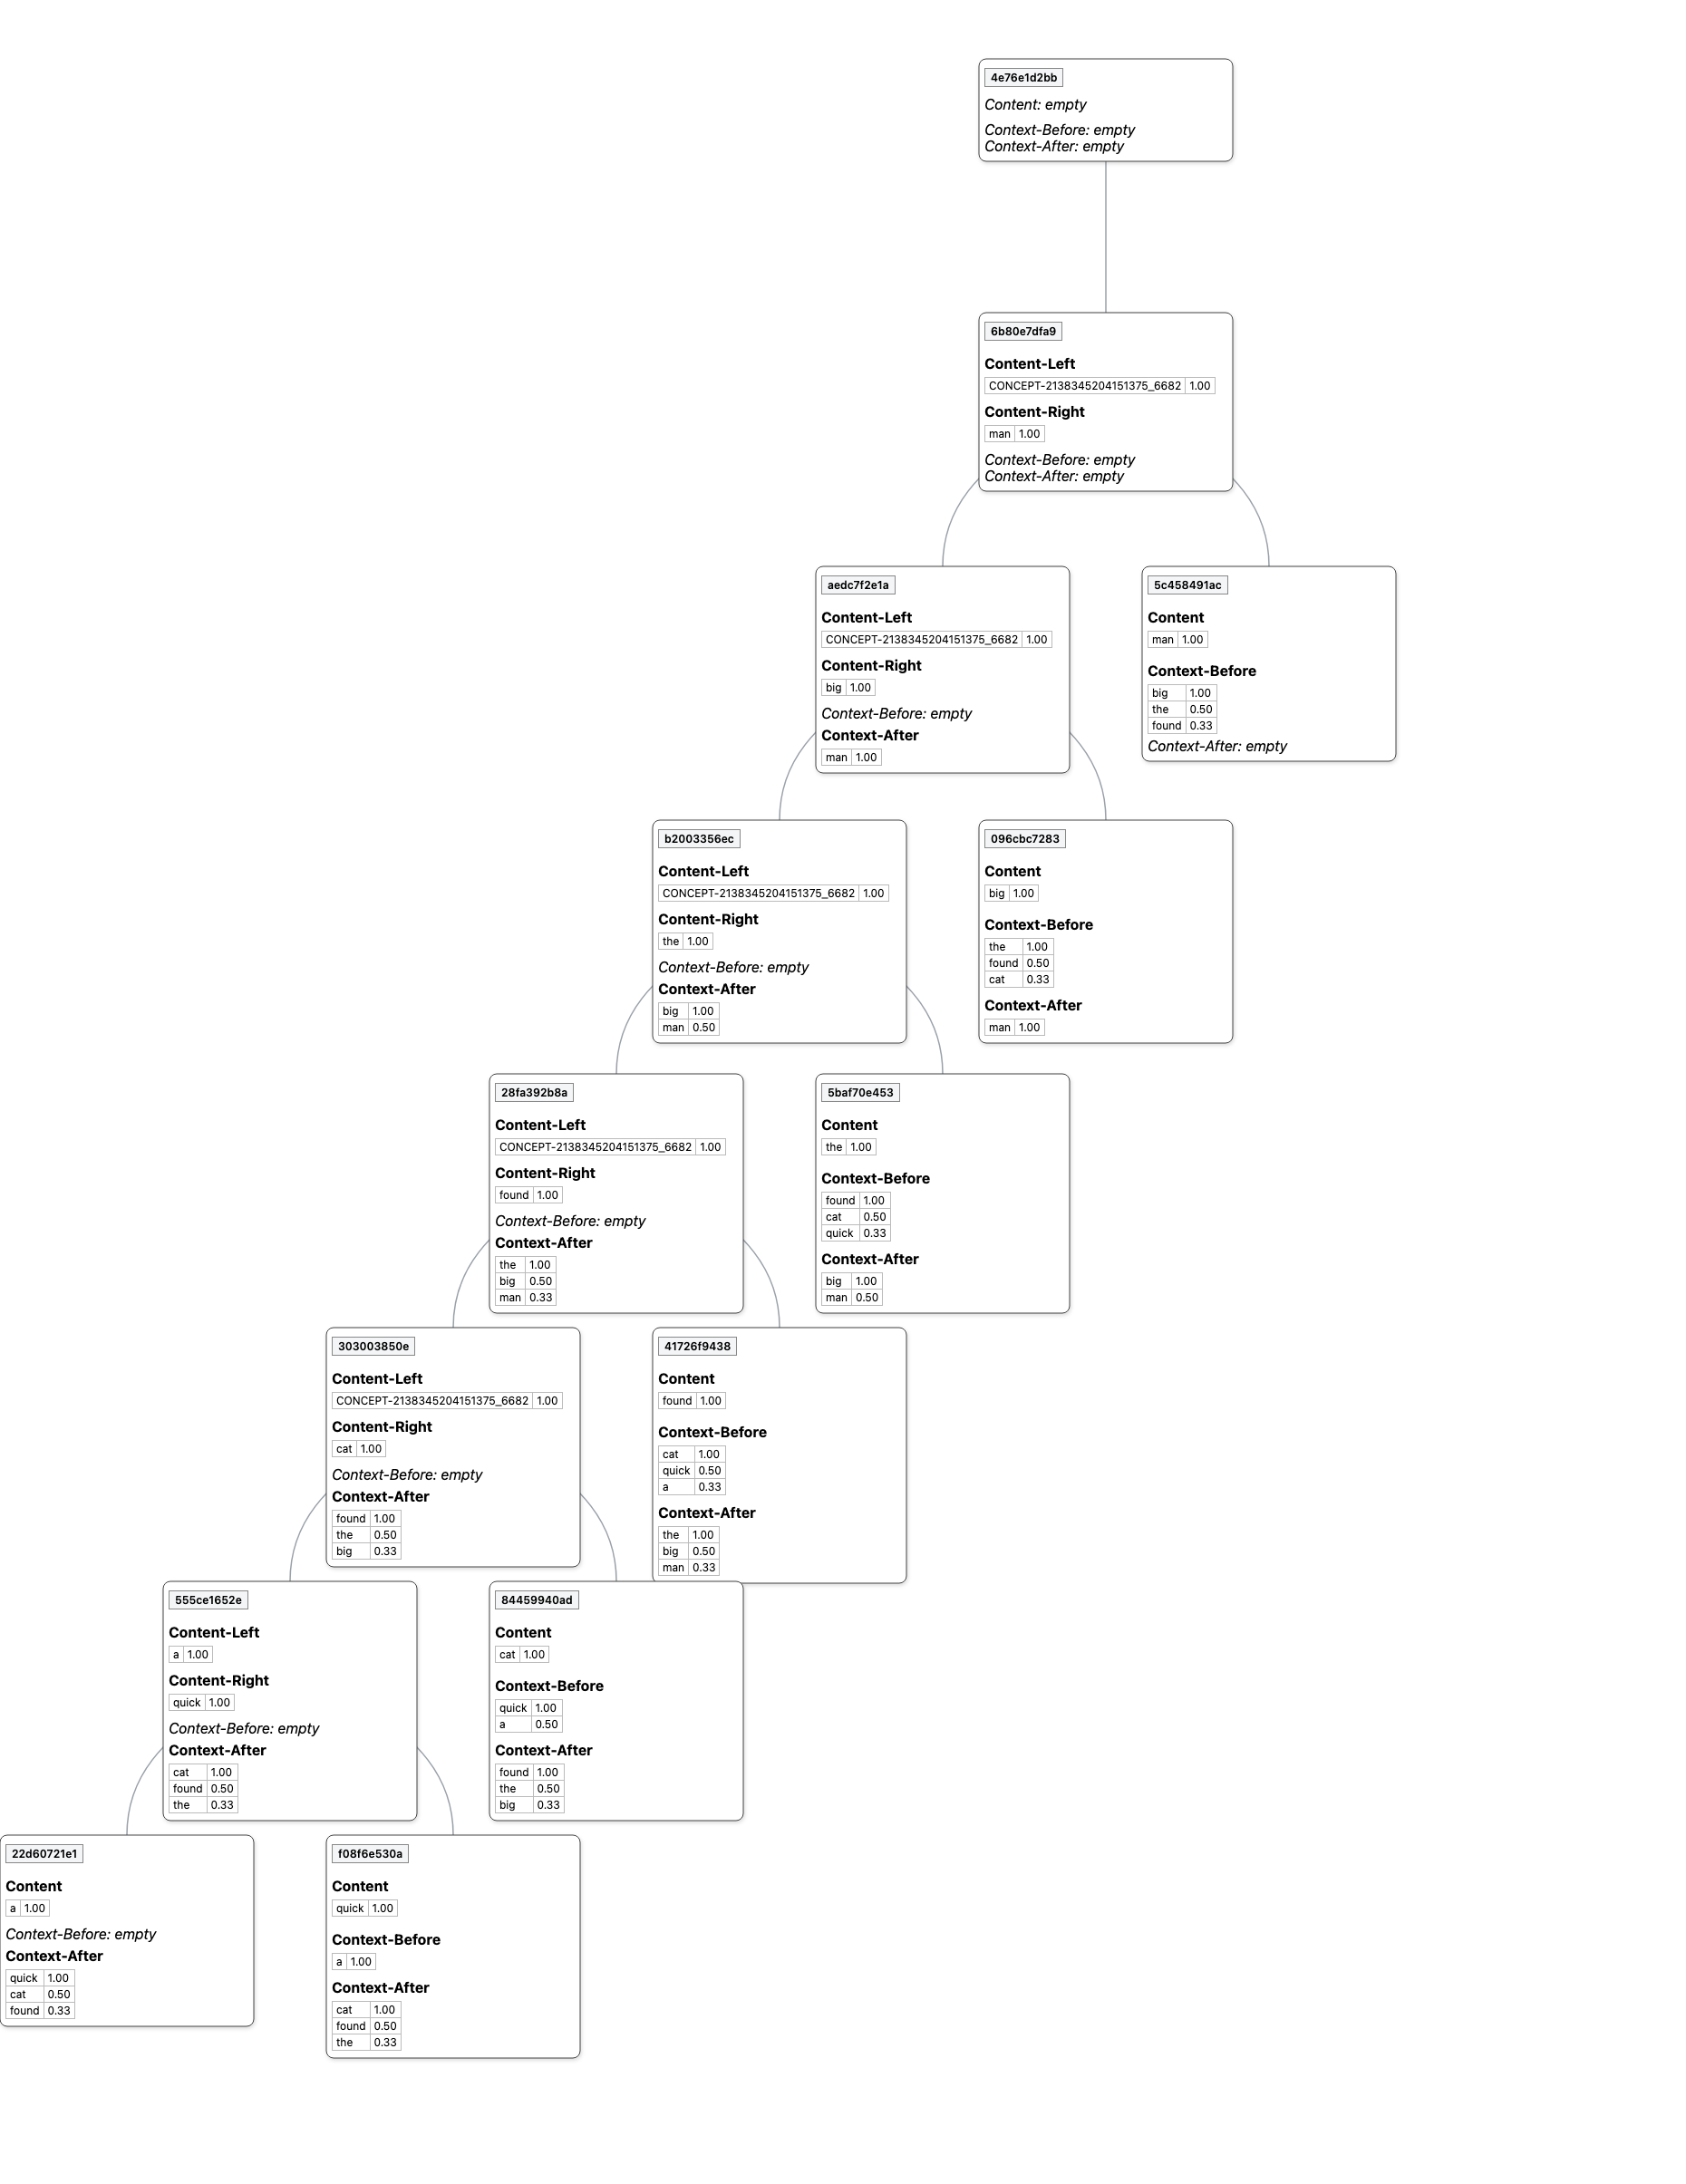 4e76e1d2bb
Content: empty
Context-Before: empty
Context-After: empty
6b80e7dfa9
Content-Left
CONCEPT-2138345204151375_6682 1.00
Content-Right
man 1.00
Context-Before: empty
Context-After: empty
aedc7f2e1a
Content-Left
CONCEPT-2138345204151375_6682 1.00
Content-Right
big 1.00
Context-Before: empty
Context-After
man 1.00
5c458491ac
Content
man 1.00
Context-Before
big 1.00
the 0.50
found 0.33
Context-After: empty
b2003356ec
Content-Left
CONCEPT-2138345204151375_6682 1.00
Content-Right
the 1.00
Context-Before: empty
Context-After
big 1.00
man 0.50
096cbc7283
Content
big 1.00
Context-Before
the 1.00
found 0.50
cat 0.33
Context-After
man 1.00
28fa392b8a
Content-Left
CONCEPT-2138345204151375_6682 1.00
Content-Right
found 1.00
Context-Before: empty
Context-After
the 1.00
big 0.50
man 0.33
5baf70e453
Content
the 1.00
Context-Before
found 1.00
cat 0.50
quick 0.33
Context-After
big 1.00
man 0.50
303003850e
Content-Left
CONCEPT-2138345204151375_6682 1.00
Content-Right
cat 1.00
Context-Before: empty
Context-After
found 1.00
the 0.50
big 0.33
41726f9438
Content
found 1.00
Context-Before
cat 1.00
quick 0.50
a 0.33
Context-After
the 1.00
big 0.50
man 0.33
555ce1652e
Content-Left
a 1.00
Content-Right
quick 1.00
Context-Before: empty
Context-After
cat 1.00
found 0.50
the 0.33
84459940ad
Content
cat 1.00
Context-Before
quick 1.00
a 0.50
Context-After
found 1.00
the 0.50
big 0.33
22d60721e1
Content
a 1.00
Context-Before: empty
Context-After
quick 1.00
cat 0.50
found 0.33
f08f6e530a
Content
quick 1.00
Context-Before
a 1.00
Context-After
cat 1.00
found 0.50
the 0.33